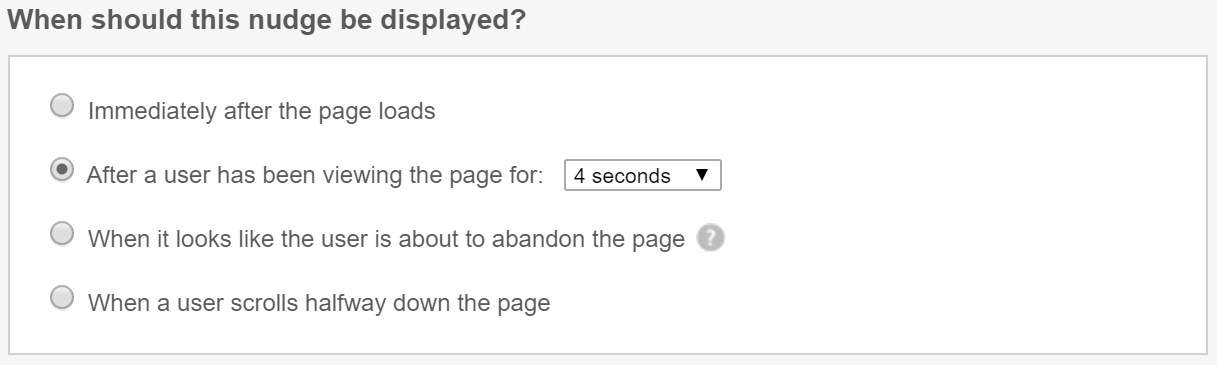 When should this nudge be displayed?
Immediately after the page loads
After a user has been viewing the page for: 4 seconds ▼
When it looks like the user is about to abandon the page ?
When a user scrolls halfway down the page